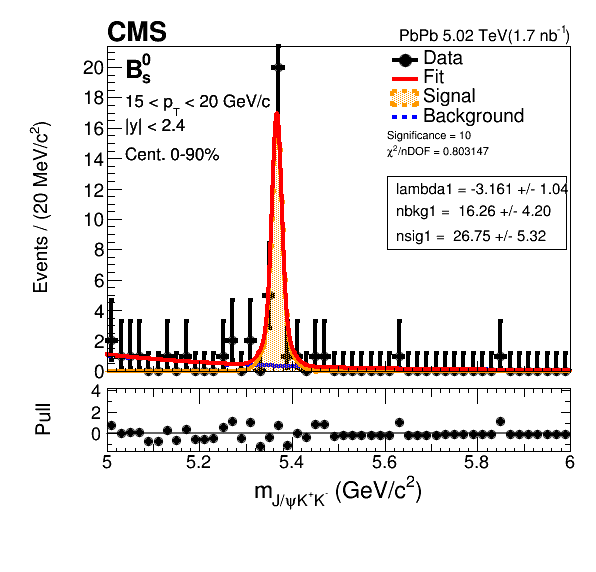 CMS
PbPb 5.02 TeV(1.7 nb⁻¹)
B⁰ₛ
15 < p_T < 20 GeV/c
|y| < 2.4
Cent. 0-90%
Data
Fit
Signal
Background
Significance = 10
χ²/nDOF = 0.803147
lambda1 = -3.161 +/- 1.04
nbkg1 = 16.26 +/- 4.20
nsig1 = 26.75 +/- 5.32
Events / (20 MeV/c²)
20
18
16
14
12
10
8
6
4
2
0
Pull
4
2
0
5 5.2 5.4 5.6 5.8 6
m_J/ψK⁺K⁻ (GeV/c²)